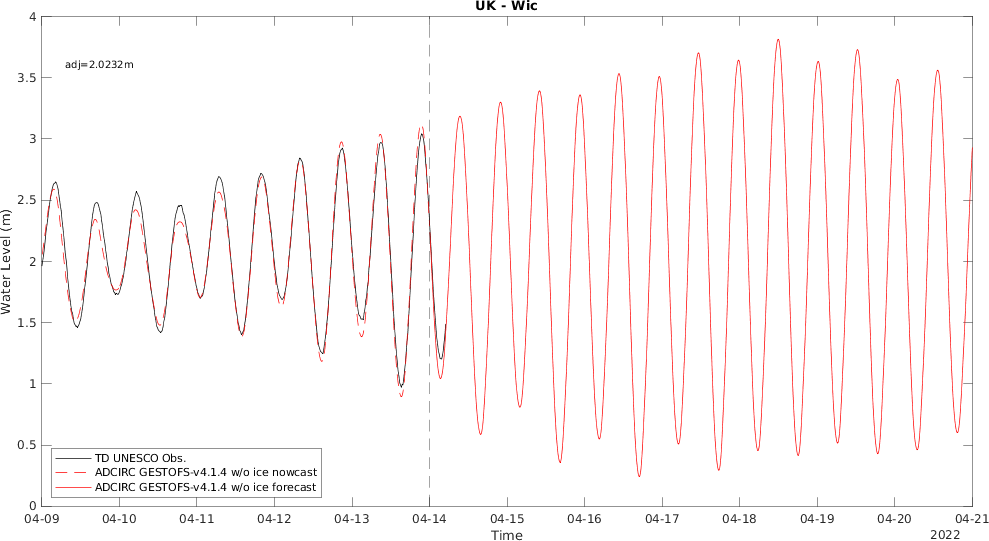 UK - Wic
4
adj=2.0232m
3.5
3
2.5
2
1.5
1
0.5
0
Water Level (m)
TD UNESCO Obs.
ADCIRC GESTOFS-v4.1.4 w/o ice nowcast
ADCIRC GESTOFS-v4.1.4 w/o ice forecast
04-09 04-10 04-11 04-12 04-13 04-14 04-15 04-16 04-17 04-18 04-19 04-20 04-21
Time
2022